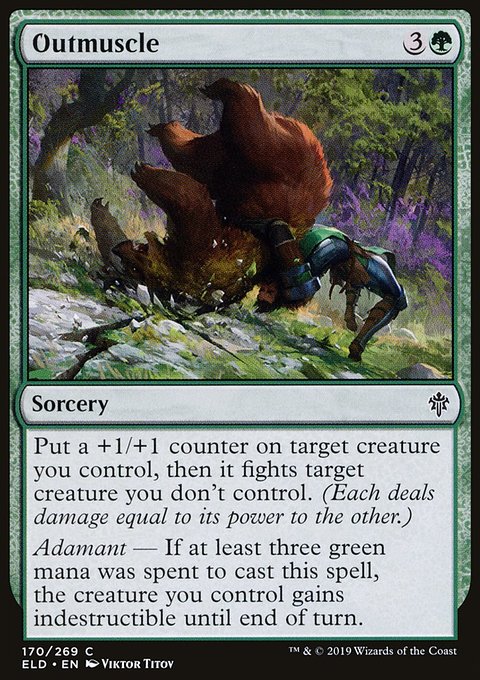 Outmuscle 3
Sorcery
Put a +1/+1 counter on target creature
you control, then it fights target
creature you don't control. (Each deals
damage equal to its power to the other.)
Adamant — If at least three green
mana was spent to cast this spell,
the creature you control gains
indestructible until end of turn.
170/269 C
ELD • EN Viktor Titov
™ & © 2019 Wizards of the Coast